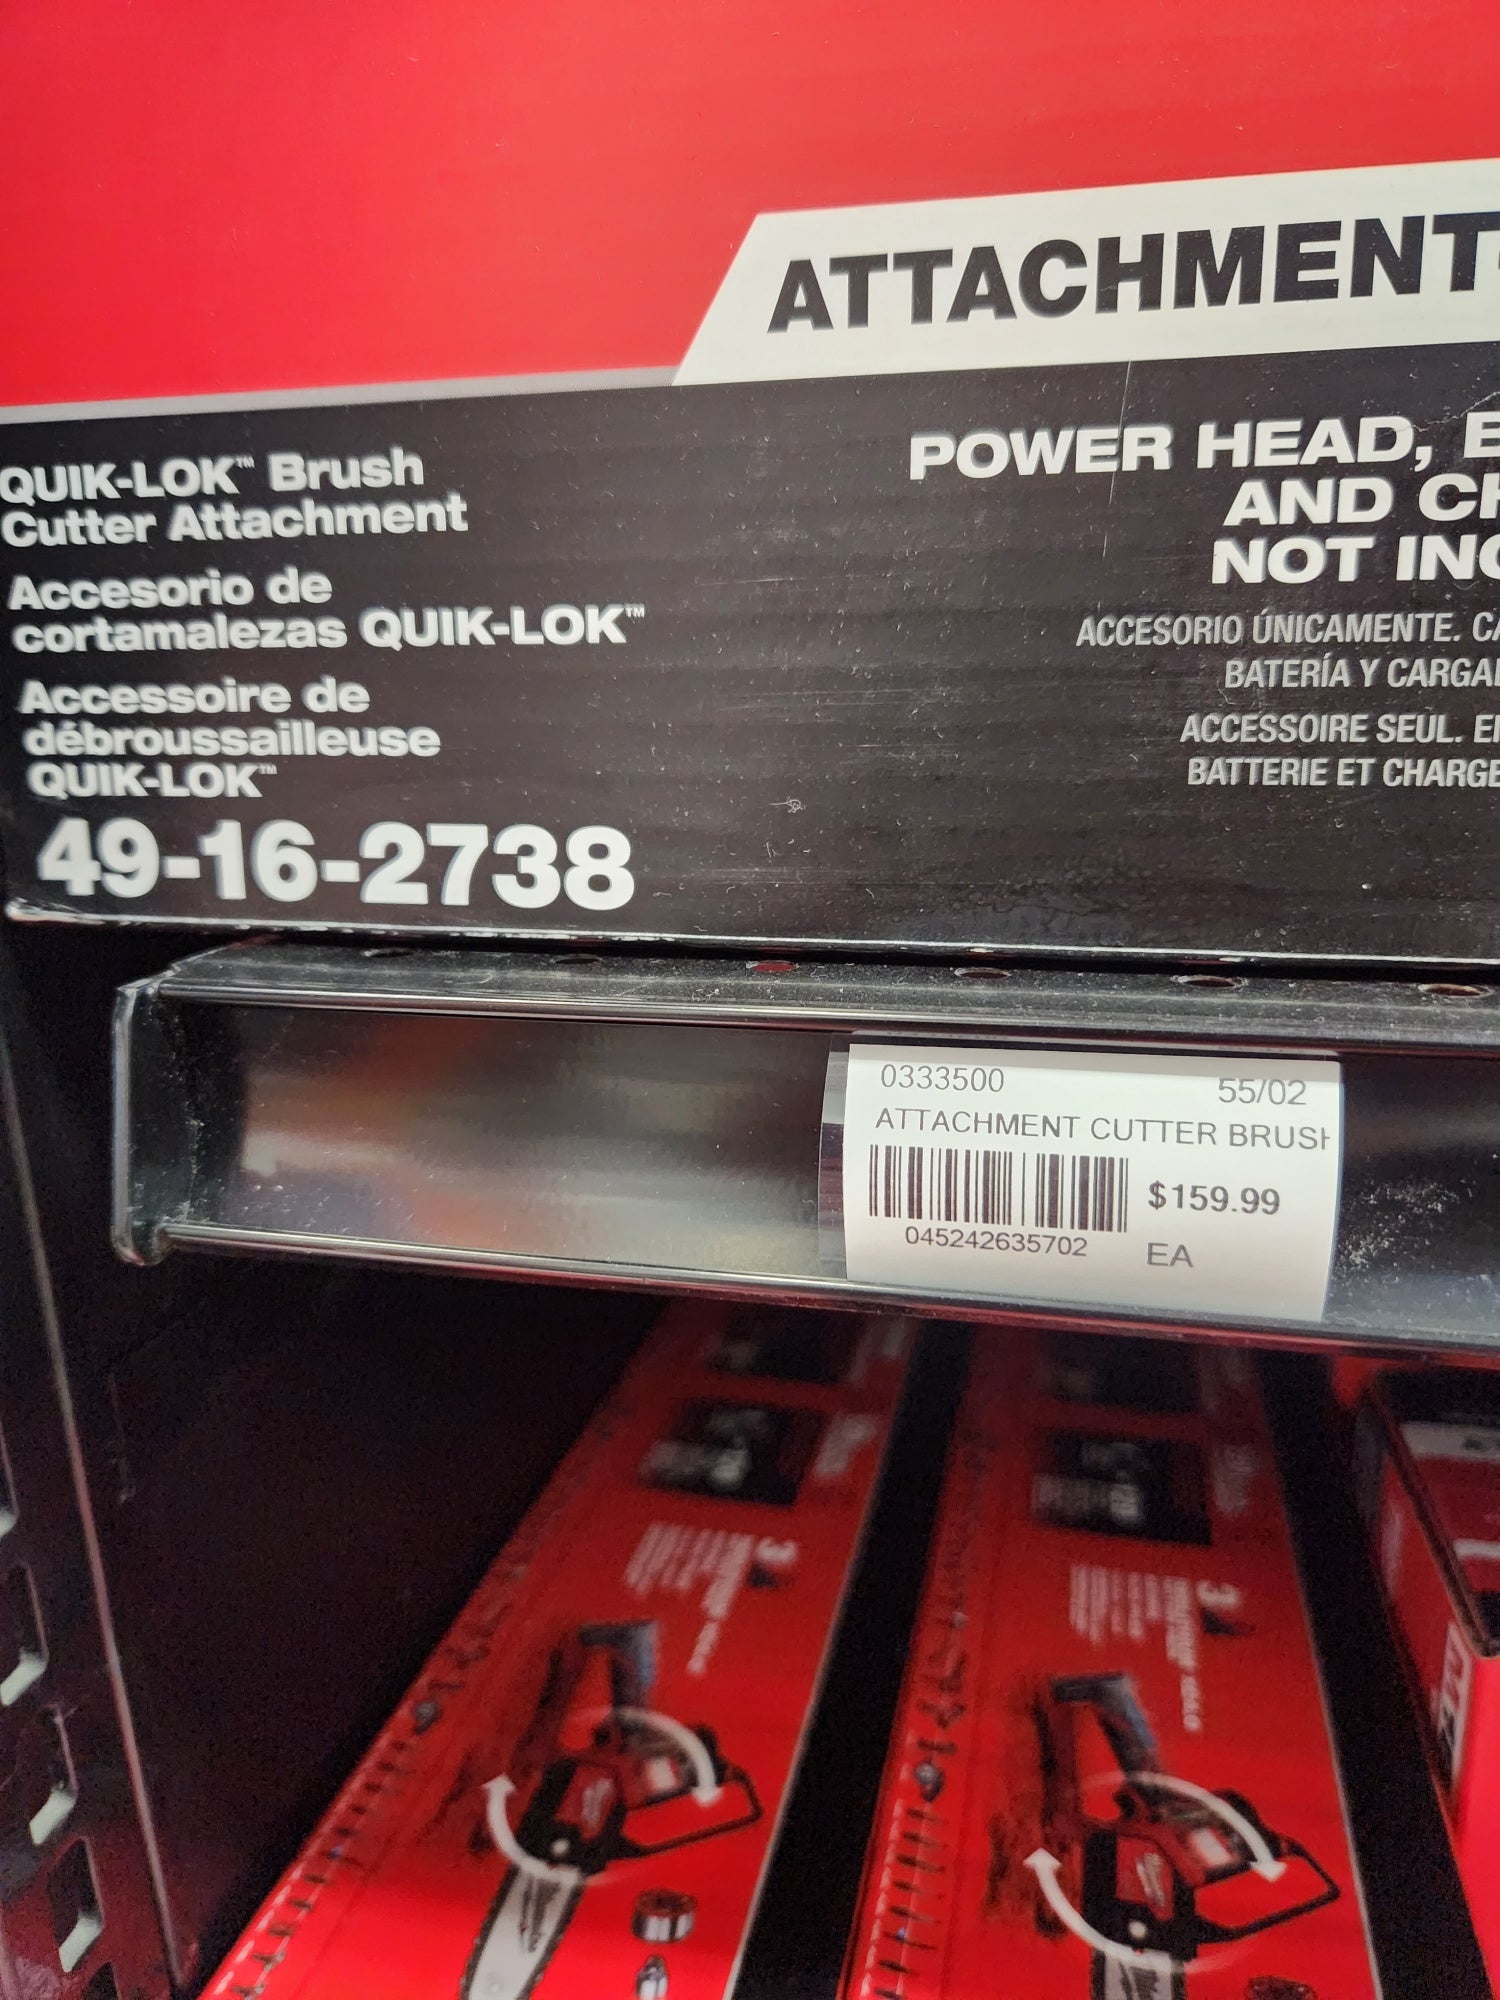 ATTACHMENT
QUIK-LOK™ Brush
Cutter Attachment
Accesorio de
cortamalezas QUIK-LOK™
Accessoire de
débroussailleuse
QUIK-LOK™
49-16-2738
POWER HEAD,
AND
NOT
ACCESORIO ÚNICAMENTE.
BATERÍA Y
ACCESSOIRE SEUL.
BATTERIE ET
0333500 55/02
ATTACHMENT CUTTER BRUSH
$159.99
045242635702 EA